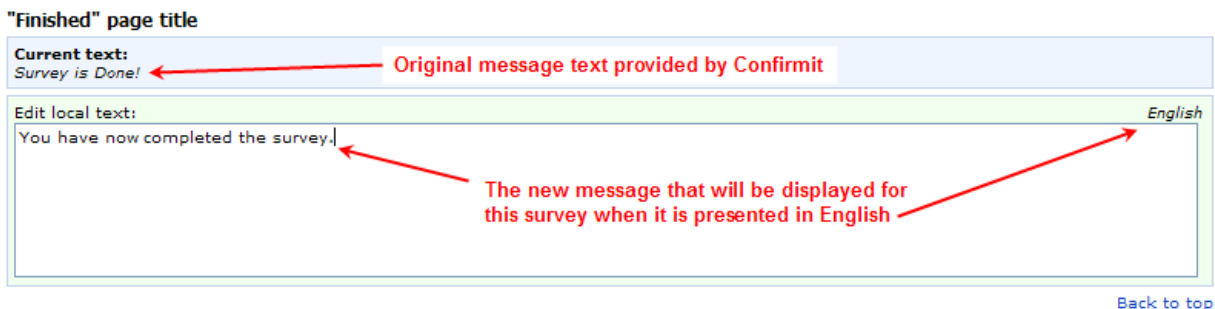 "Finished" page title
Current text:
Survey is Done!
Original message text provided by Confirmit
Edit local text:
English
You have now completed the survey.
The new message that will be displayed for
this survey when it is presented in English
Back to top